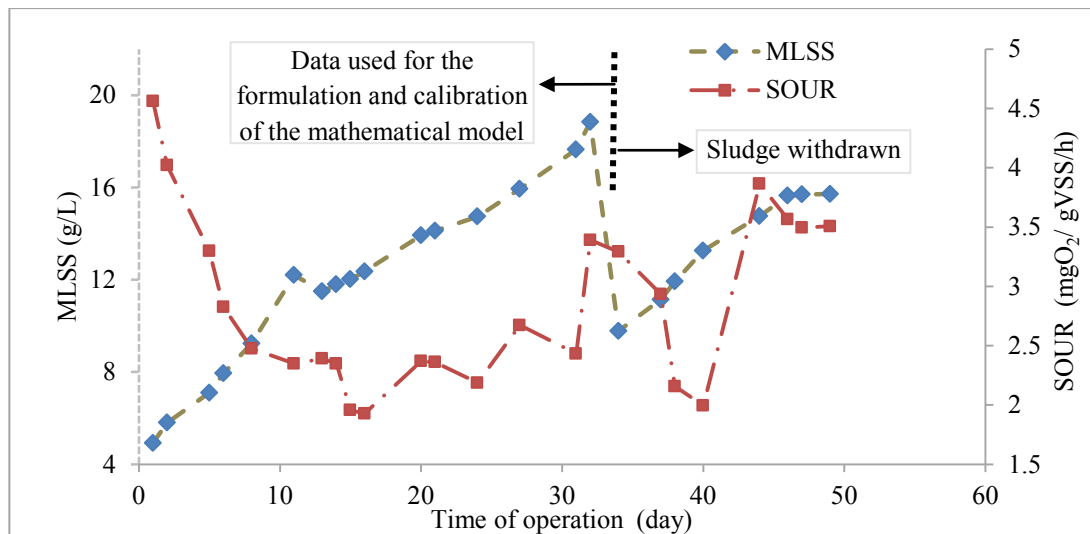 Data used for the
formulation and calibration
of the mathematical model
MLSS
SOUR
Sludge withdrawn
MLSS (g/L)
20
16
12
8
4
5
4.5
4
3.5
3
2.5
2
1.5
SOUR (mgO₂/ gVSS/h)
0
10
20
30
40
50
60
Time of operation (day)